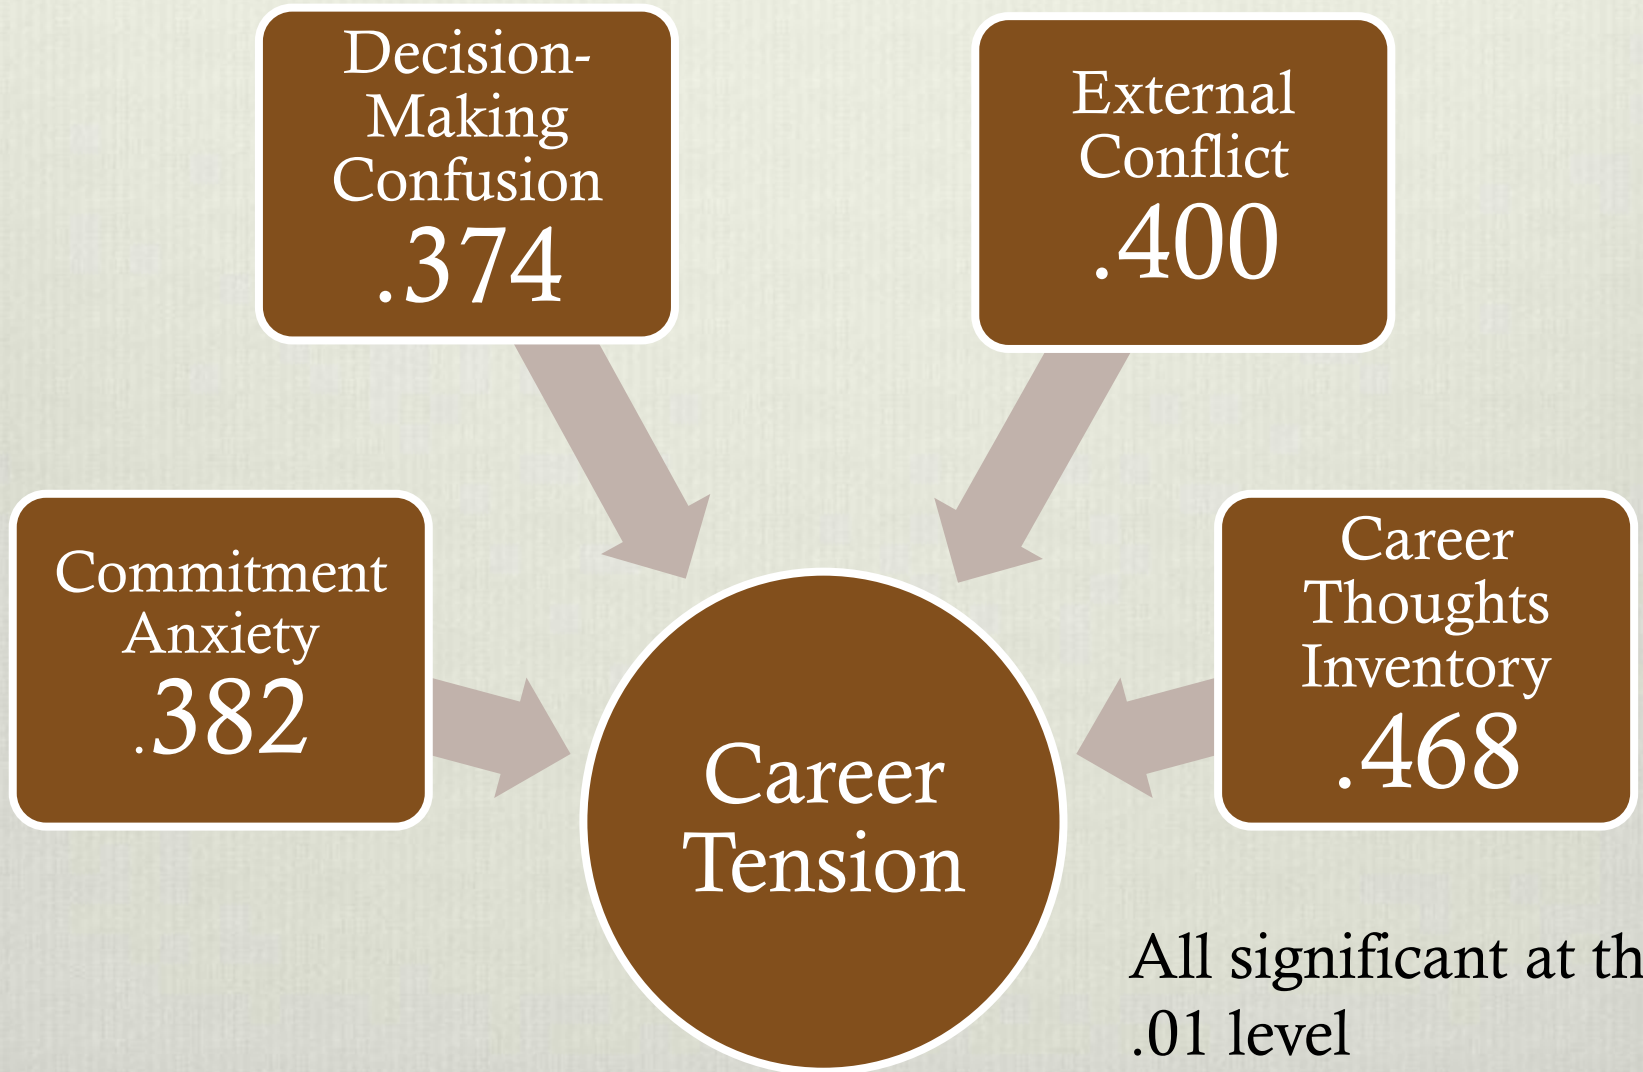 Decision-
Making
Confusion
.374
External
Conflict
.400
Commitment
Anxiety
.382
Career
Thoughts
Inventory
.468
Career
Tension
All significant at th
.01 level